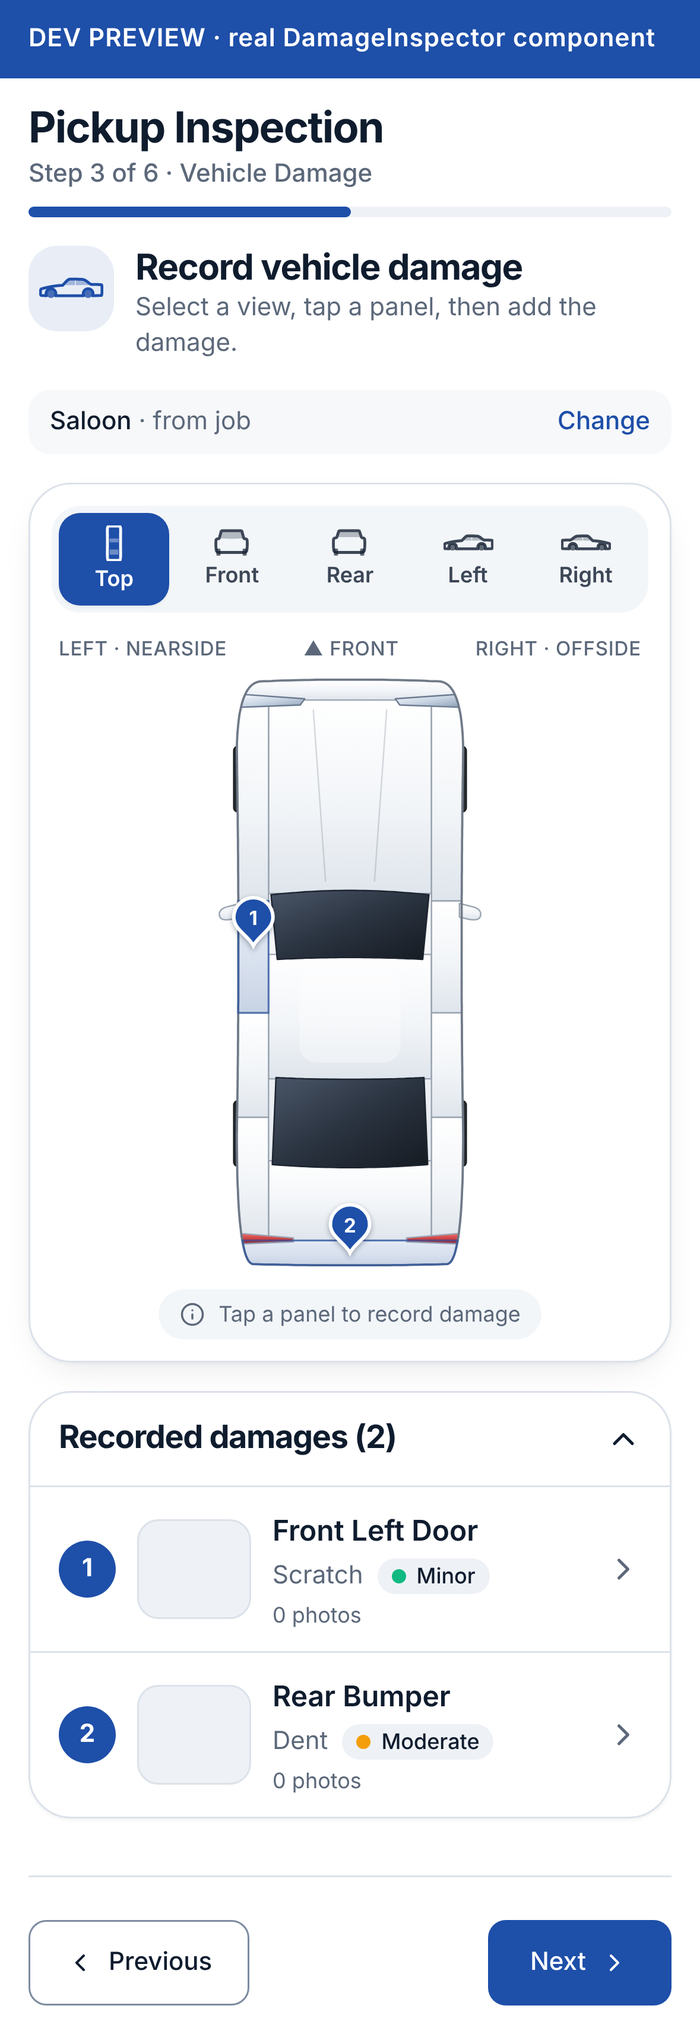 DEV PREVIEW · real DamageInspector component
Pickup Inspection
Step 3 of 6 · Vehicle Damage
Record vehicle damage
Select a view, tap a panel, then add the
damage.
Saloon · from job
Change
Top
Front
Rear
Left
Right
LEFT · NEARSIDE
▲ FRONT
RIGHT · OFFSIDE
1
2
Tap a panel to record damage
Recorded damages (2)
1
Front Left Door
Scratch
Minor
0 photos
2
Rear Bumper
Dent
Moderate
0 photos
Previous
Next